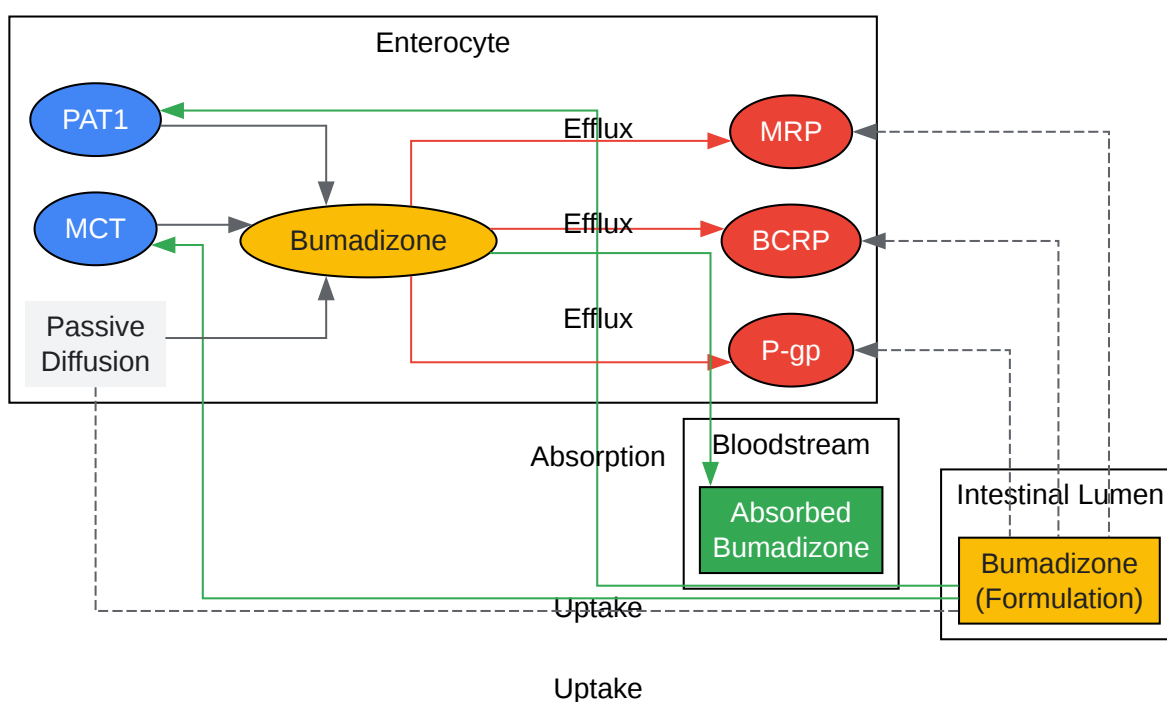 Enterocyte
PAT1
Efflux
MRP
MCT
Bumadizone
Efflux
BCRP
Passive
Diffusion
Efflux
P-gp
Absorption
Bloodstream
Absorbed
Bumadizone
Intestinal Lumen
Bumadizone
(Formulation)
Uptake
Uptake